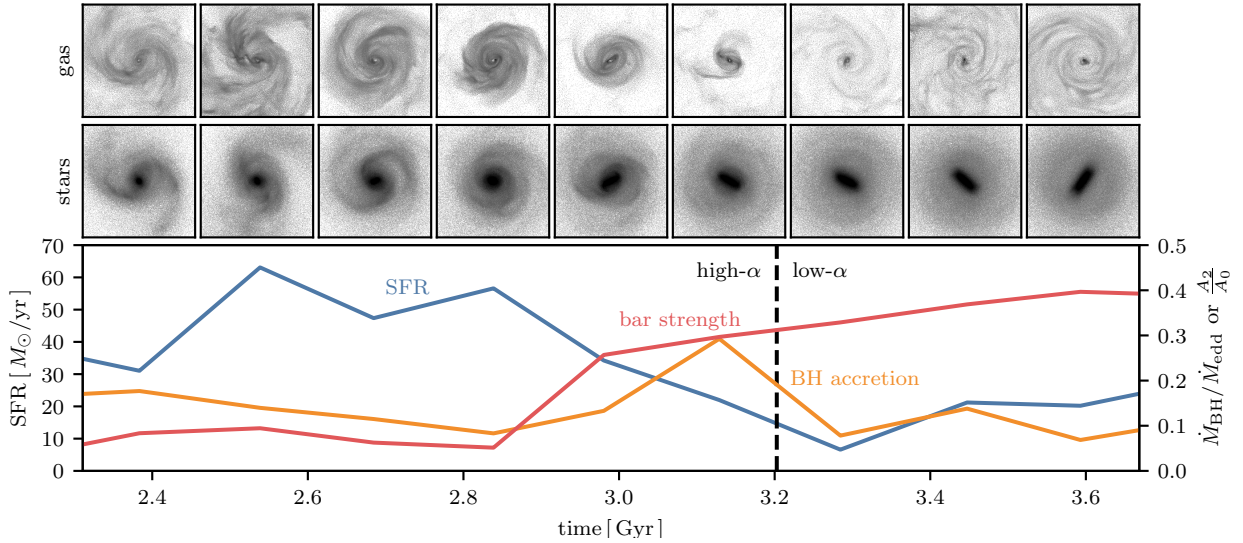 gas
stars
70
60
50
40
30
20
10
0
SFR [ M⊙/yr]
high-α
low-α
SFR
bar strength
BH accretion
0.5
0.4
0.3
0.2
0.1
0.0
Ṁ_BH/Ṁ_edd or A₂/A₀
2.4 2.6 2.8 3.0 3.2 3.4 3.6
time [ Gyr]